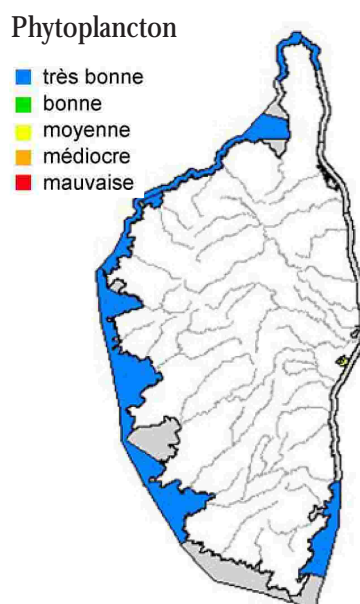 Phytoplancton
très bonne
bonne
moyenne
médiocre
mauvaise